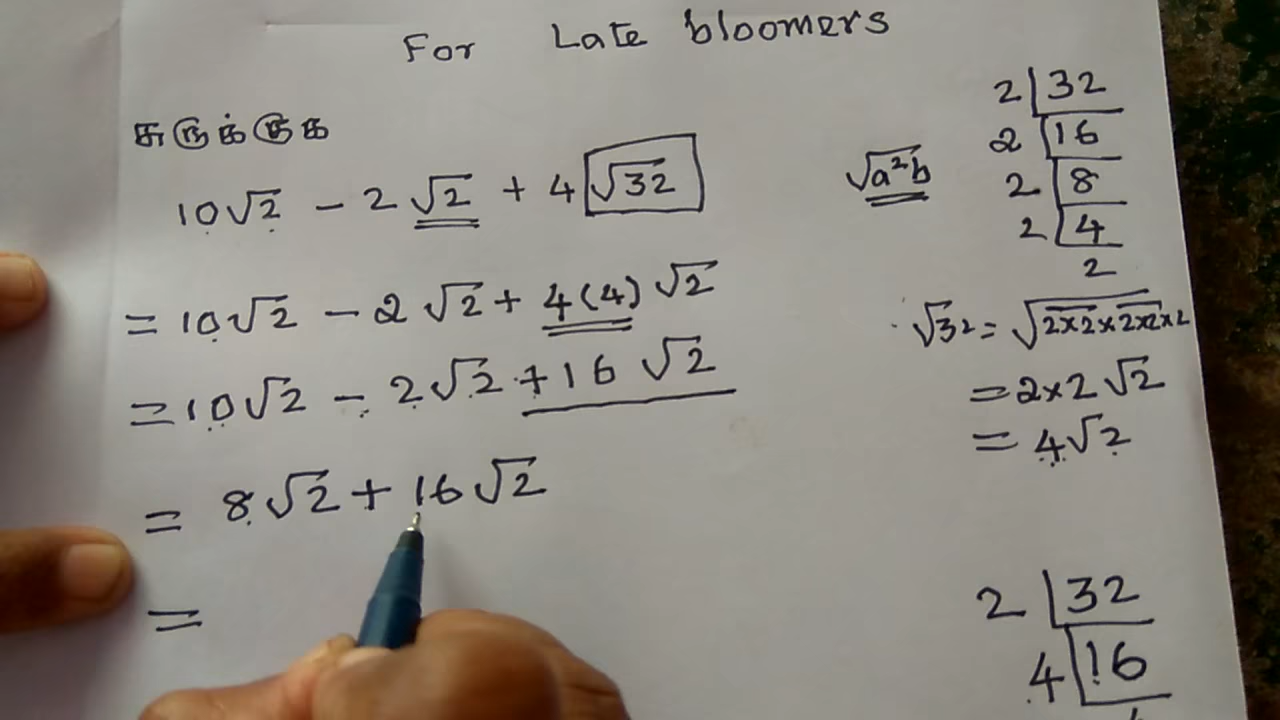 For Late bloomers
சுருக்குக
10√2 − 2√2 + 4√32
= 10√2 − 2√2 + 4(4)√2
= 10√2 − 2√2 + 16√2
= 8√2 + 16√2
=
√a²b
2 | 32
2 | 16
2 | 8
2 | 4
2
√32 = √2×2×2×2×2
= 2×2√2
= 4√2
2 | 32
4 | 16